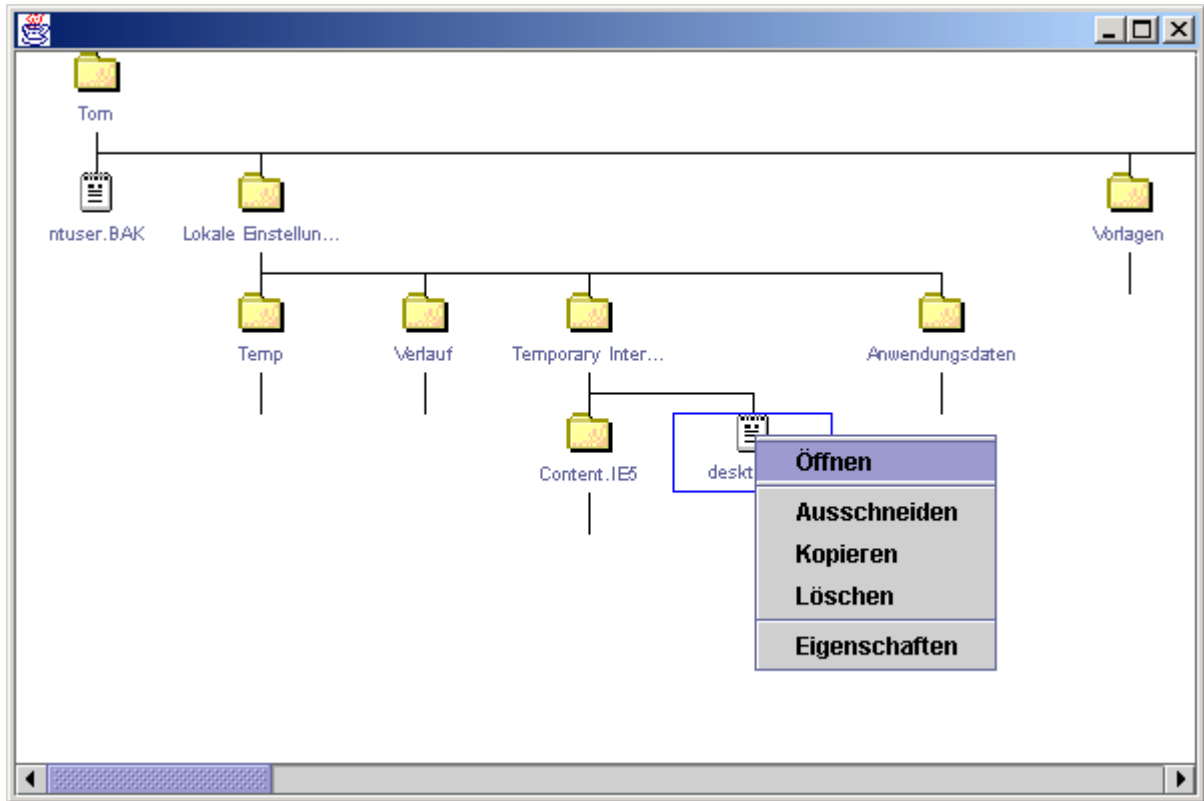 Tom
ntuser.BAK Lokale Einstellun... Vorlagen
Temp Verlauf Temporary Inter... Anwendungsdaten
Content.IE5 deskt
Öffnen
Ausschneiden
Kopieren
Löschen
Eigenschaften